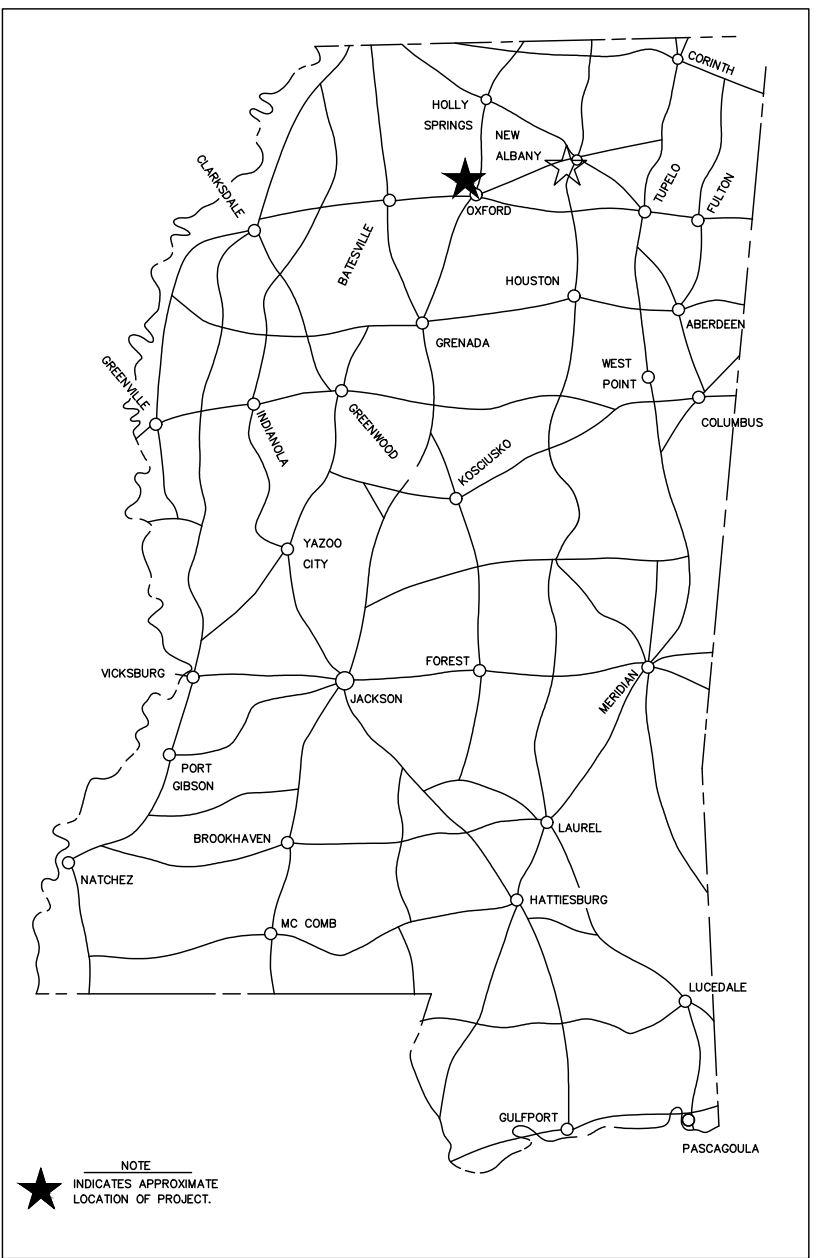 CORINTH
HOLLY
SPRINGS
NEW
ALBANY
CLARKSDALE
TUPELO
FULTON
OXFORD
BATESVILLE
HOUSTON
ABERDEEN
GRENADA
GREENVILLE
WEST
POINT
INDIANOLA
GREENWOOD
COLUMBUS
KOSCIUSKO
YAZOO
CITY
VICKSBURG
FOREST
JACKSON
MERIDIAN
PORT
GIBSON
BROOKHAVEN
LAUREL
NATCHEZ
HATTIESBURG
MC COMB
LUCEDALE
GULFPORT
PASCAGOULA
NOTE
INDICATES APPROXIMATE
LOCATION OF PROJECT.